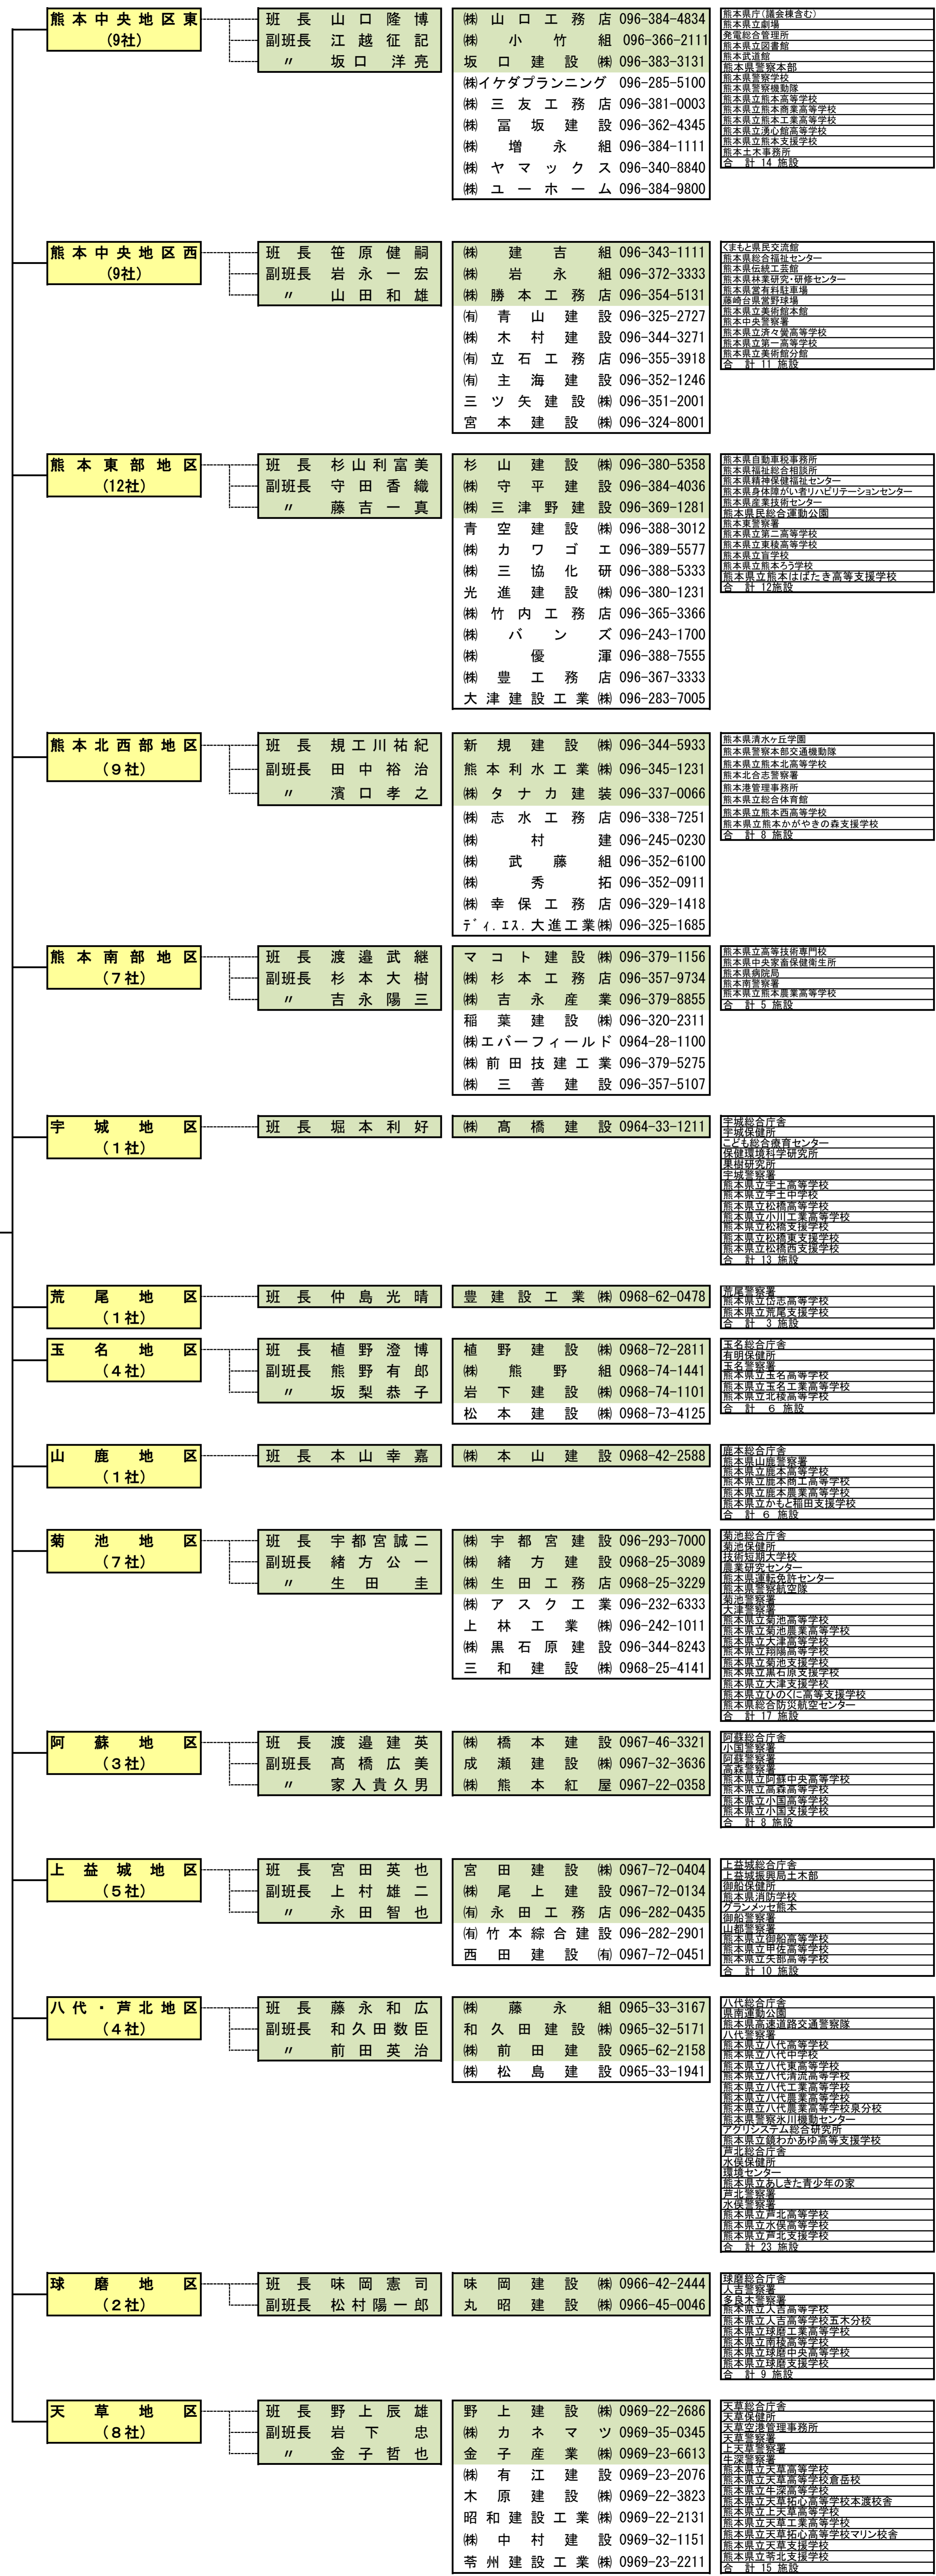 熊本中央地区東
(9社)
班長 山口隆博
副班長 江越征記
〃 坂口洋亮
㈱山口工務店 096-384-4834
㈱小竹組 096-366-2111
坂口建設㈱ 096-383-3131
㈱イケダプランニング 096-285-5100
㈱三友工務店 096-381-0003
㈱冨坂建設 096-362-4345
㈱増永組 096-384-1111
㈱ヤマックス 096-340-8840
㈱ユーホーム 096-384-9800
熊本県庁(議会棟含む)
熊本県立劇場
発電総合管理所
熊本県立図書館
熊本武道館
熊本県警察本部
熊本県警察学校
熊本県警察機動隊
熊本県立熊本高等学校
熊本県立熊本商業高等学校
熊本県立熊本工業高等学校
熊本県立湧心館高等学校
熊本県立熊本支援学校
熊本土木事務所
合 計 14 施設
熊本中央地区西
(9社)
班長 笹原健嗣
副班長 岩永一宏
〃 山田和雄
㈱建吉組 096-343-1111
㈱岩永組 096-372-3333
㈱勝本工務店 096-354-5131
㈲青山建設 096-325-2727
㈱木村建設 096-344-3271
㈲立石工務店 096-355-3918
㈲主海建設 096-352-1246
三ツ矢建設㈱ 096-351-2001
宮本建設㈱ 096-324-8001
くまもと県民交流館
熊本県総合福祉センター
熊本県伝統工芸館
熊本県林業研究・研修センター
熊本県営有料駐車場
藤崎台県営野球場
熊本県立美術館本館
熊本中央警察署
熊本県立済々黌高等学校
熊本県立第一高等学校
熊本県立美術館分館
合 計 11 施設
熊本東部地区
(12社)
班長 杉山利富美
副班長 守田香織
〃 藤吉一真
杉山建設㈱ 096-380-5358
㈱守平建設 096-384-4036
㈱三津野建設 096-369-1281
青空建設㈱ 096-388-3012
㈱カワゴエ 096-389-5577
㈱三協化研 096-388-5333
光進建設㈱ 096-380-1231
㈱竹内工務店 096-365-3366
㈱バンズ 096-243-1700
㈱優渾 096-388-7555
㈱豊工務店 096-367-3333
大津建設工業㈱ 096-283-7005
熊本県自動車税事務所
熊本県福祉総合相談所
熊本県精神保健福祉センター
熊本県身体障がい者リハビリテーションセンター
熊本県産業技術センター
熊本県民総合運動公園
熊本東警察署
熊本県立第二高等学校
熊本県立東稜高等学校
熊本県立盲学校
熊本県立熊本ろう学校
熊本県立熊本はばたき高等支援学校
合 計 12施設
熊本北西部地区
(9社)
班長 規工川祐紀
副班長 田中裕治
〃 濱口孝之
新規建設㈱ 096-344-5933
熊本利水工業㈱ 096-345-1231
㈱タナカ建装 096-337-0066
㈱志水工務店 096-338-7251
㈱村建 096-245-0230
㈱武藤組 096-352-6100
㈱秀拓 096-352-0911
㈱幸保工務店 096-329-1418
ディ.エス.大進工業㈱ 096-325-1685
熊本県清水ヶ丘学園
熊本県警察本部交通機動隊
熊本県立熊本北高等学校
熊本北合志警察署
熊本港管理事務所
熊本県立総合体育館
熊本県立熊本西高等学校
熊本県立熊本かがやきの森支援学校
合 計 8 施設
熊本南部地区
(7社)
班長 渡邉武継
副班長 杉本大樹
〃 吉永陽三
マコト建設㈱ 096-379-1156
㈱杉本工務店 096-357-9734
㈱吉永産業 096-379-8855
稲葉建設㈱ 096-320-2311
㈱エバーフィールド 0964-28-1100
㈱前田技建工業 096-379-5275
㈱三善建設 096-357-5107
熊本県立高等技術専門校
熊本県中央家畜保健衛生所
熊本県病院局
熊本南警察署
熊本県立熊本農業高等学校
合 計 5 施設
宇城地区
(1社)
班長 堀本利好
㈱髙橋建設 0964-33-1211
宇城総合庁舎
宇城保健所
こども総合療育センター
保健環境科学研究所
果樹研究所
宇城警察署
熊本県立宇土高等学校
熊本県立宇土中学校
熊本県立松橋高等学校
熊本県立小川工業高等学校
熊本県立松橋支援学校
熊本県立松橋東支援学校
熊本県立松橋西支援学校
合 計 13 施設
荒尾地区
(1社)
班長 仲島光晴
豊建設工業㈱ 0968-62-0478
荒尾警察署
熊本県立岱志高等学校
熊本県立荒尾支援学校
合 計 3 施設
玉名地区
(4社)
班長 植野澄博
副班長 熊野有郎
〃 坂梨恭子
植野建設㈱ 0968-72-2811
㈱熊野組 0968-74-1441
岩下建設㈱ 0968-74-1101
松本建設㈱ 0968-73-4125
玉名総合庁舎
有明保健所
玉名警察署
熊本県立玉名高等学校
熊本県立玉名工業高等学校
熊本県立北稜高等学校
合 計 6 施設
山鹿地区
(1社)
班長 本山幸嘉
㈱本山建設 0968-42-2588
鹿本総合庁舎
熊本県山鹿警察署
熊本県立鹿本高等学校
熊本県立鹿本商工高等学校
熊本県立鹿本農業高等学校
熊本県立かもと稲田支援学校
合 計 6 施設
菊池地区
(7社)
班長 宇都宮誠二
副班長 緒方公一
〃 生田圭
㈱宇都宮建設 096-293-7000
㈱緒方建設 0968-25-3089
㈱生田工務店 0968-25-3229
㈱アスク工業 096-232-6333
上林工業㈱ 096-242-1011
㈱黒石原建設 096-344-8243
三和建設㈱ 0968-25-4141
菊池総合庁舎
菊池保健所
技術短期大学校
農業研究センター
熊本県運転免許センター
熊本県警察航空隊
菊池警察署
大津警察署
熊本県立菊池高等学校
熊本県立菊池農業高等学校
熊本県立大津高等学校
熊本県立翔陽高等学校
熊本県立菊池支援学校
熊本県立黒石原支援学校
熊本県立大津支援学校
熊本県立ひのくに高等支援学校
熊本県総合防災航空センター
合 計 17 施設
阿蘇地区
(3社)
班長 渡邉建英
副班長 髙橋広美
〃 家入貴久男
㈱橋本建設 0967-46-3321
成瀬建設㈱ 0967-32-3636
㈱熊本紅屋 0967-22-0358
阿蘇総合庁舎
小国警察署
阿蘇警察署
高森警察署
熊本県立阿蘇中央高等学校
熊本県立高森高等学校
熊本県立小国高等学校
熊本県立小国支援学校
合 計 8 施設
上益城地区
(5社)
班長 宮田英也
副班長 上村雄二
〃 永田智也
宮田建設㈱ 0967-72-0404
㈱尾上建設 0967-72-0134
㈲永田工務店 096-282-0435
㈲竹本綜合建設 096-282-2901
西田建設㈲ 0967-72-0451
上益城総合庁舎
上益城振興局土木部
御船保健所
熊本県消防学校
グランメッセ熊本
御船警察署
山都警察署
熊本県立御船高等学校
熊本県立甲佐高等学校
熊本県立矢部高等学校
合 計 10 施設
八代・芦北地区
(4社)
班長 藤永和広
副班長 和久田数臣
〃 前田英治
㈱藤永組 0965-33-3167
和久田建設㈱ 0965-32-5171
㈱前田建設 0965-62-2158
㈱松島建設 0965-33-1941
八代総合庁舎
県南運動公園
熊本県高速道路交通警察隊
八代警察署
熊本県立八代高等学校
熊本県立八代中学校
熊本県立八代東高等学校
熊本県立八代清流高等学校
熊本県立八代工業高等学校
熊本県立八代農業高等学校
熊本県立八代農業高等学校泉分校
熊本県警察氷川機動センター
アグリシステム総合研究所
熊本県立鏡わかあゆ高等支援学校
芦北総合庁舎
水俣保健所
環境センター
熊本県立あしきた青少年の家
芦北警察署
水俣警察署
熊本県立芦北高等学校
熊本県立水俣高等学校
熊本県立芦北支援学校
合 計 23 施設
球磨地区
(2社)
班長 味岡憲司
副班長 松村陽一郎
味岡建設㈱ 0966-42-2444
丸昭建設㈱ 0966-45-0046
球磨総合庁舎
人吉警察署
多良木警察署
熊本県立人吉高等学校
熊本県立人吉高等学校五木分校
熊本県立球磨工業高等学校
熊本県立南稜高等学校
熊本県立球磨中央高等学校
熊本県立球磨支援学校
合 計 9 施設
天草地区
(8社)
班長 野上辰雄
副班長 岩下忠
〃 金子哲也
野上建設㈱ 0969-22-2686
㈱カネマツ 0969-35-0345
金子産業㈱ 0969-23-6613
㈱有江建設 0969-23-2076
木原建設㈱ 0969-22-3823
昭和建設工業㈱ 0969-22-2131
㈱中村建設 0969-32-1151
苓州建設工業㈱ 0969-23-2211
天草総合庁舎
天草保健所
天草空港管理事務所
天草警察署
上天草警察署
牛深警察署
熊本県立天草高等学校
熊本県立天草高等学校倉岳校
熊本県立牛深高等学校
熊本県立天草拓心高等学校本渡校舎
熊本県立上天草高等学校
熊本県立天草工業高等学校
熊本県立天草拓心高等学校マリン校舎
熊本県立天草支援学校
熊本県立苓北支援学校
合 計 15 施設